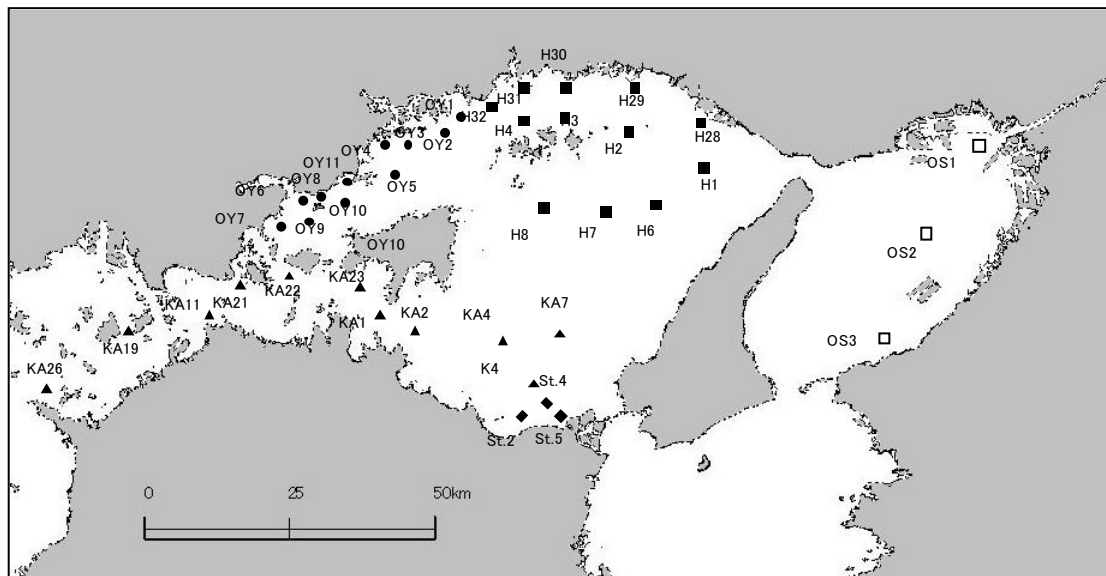 H30
OY1
H31
H29
H32
H4
H3
H28
OY3
OY2
H2
OY4
OS1
OY11
OY8
OY5
H1
OY6
OY10
OY7
OY9
H8
H7
H6
OY10
OS2
KA23
KA22
KA11
KA21
KA1
KA2
KA4
KA7
KA19
OS3
KA26
K4
St.4
St.2
St.5
0
25
50km